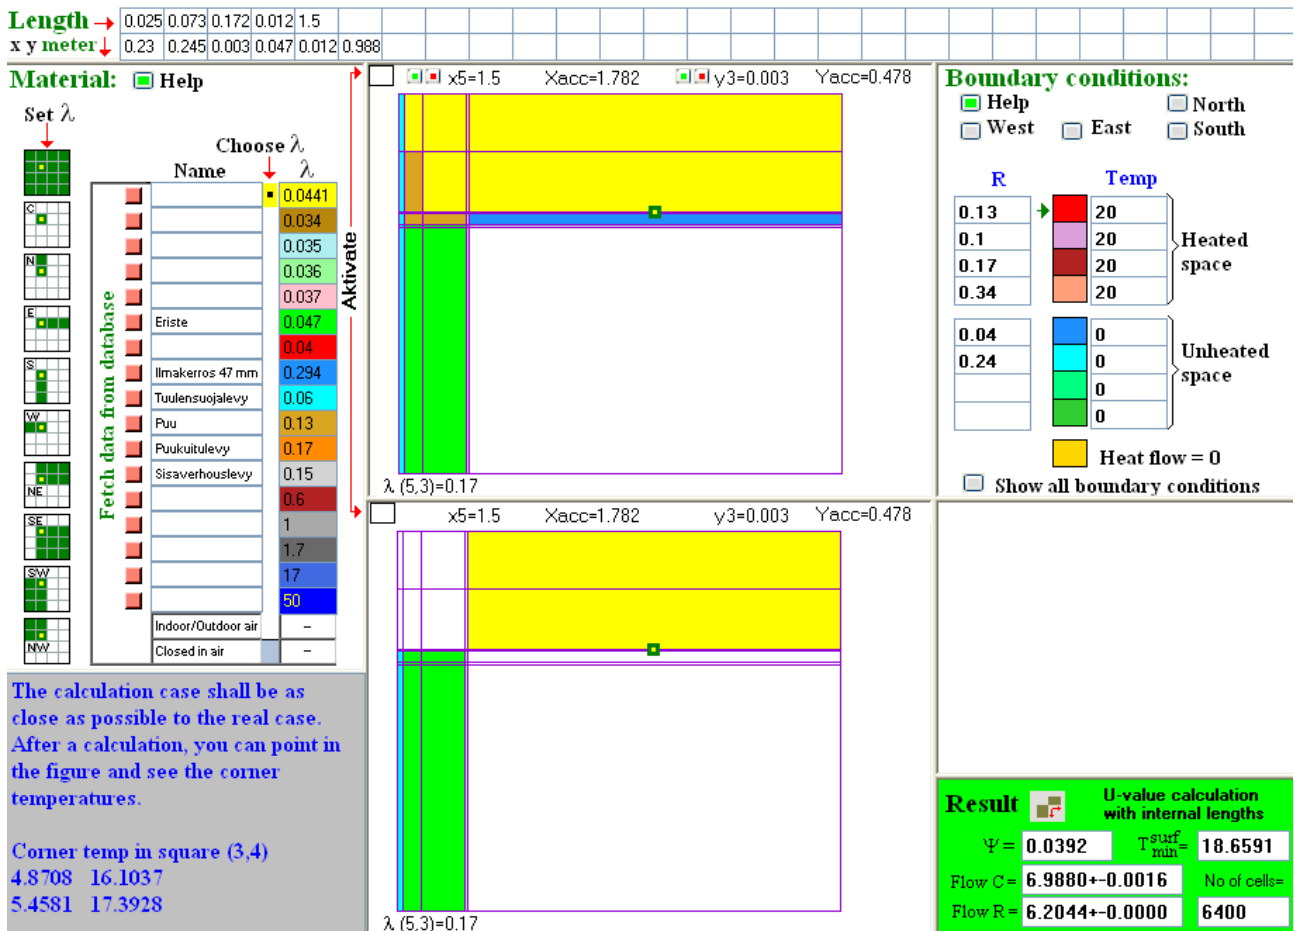 Length → 0.025 0.073 0.172 0.012 1.5
x y meter 0.23 0.245 0.003 0.047 0.012 0.988
Material: Help
Set λ
Choose λ
Name λ
Fetch data from database
0.0441
0.034
0.035
0.036
0.037
Eriste 0.047
0.04
Ilmakerros 47 mm 0.294
Tuulensuojalevy 0.06
Puu 0.13
Puukuitulevy 0.17
Sisaverhouslevy 0.15
0.6
1
1.7
17
50
Indoor/Outdoor air –
Closed in air –
C
N
E
S
W
NE
SE
SW
NW
Aktivate
The calculation case shall be as
close as possible to the real case.
After a calculation, you can point in
the figure and see the corner
temperatures.
Corner temp in square (3,4)
4.8708 16.1037
5.4581 17.3928
x5=1.5 Xacc=1.782 y3=0.003 Yacc=0.478
λ (5,3)=0.17
x5=1.5 Xacc=1.782 y3=0.003 Yacc=0.478
λ (5,3)=0.17
Boundary conditions:
Help North
West East South
R Temp
0.13 20
0.1 20
0.17 20
0.34 20
Heated
space
0.04 0
0.24 0
0
0
Unheated
space
Heat flow = 0
Show all boundary conditions
Result U-value calculation
with internal lengths
Ψ = 0.0392 T surf min = 18.6591
Flow C = 6.9880+-0.0016 No of cells=
Flow R = 6.2044+-0.0000 6400